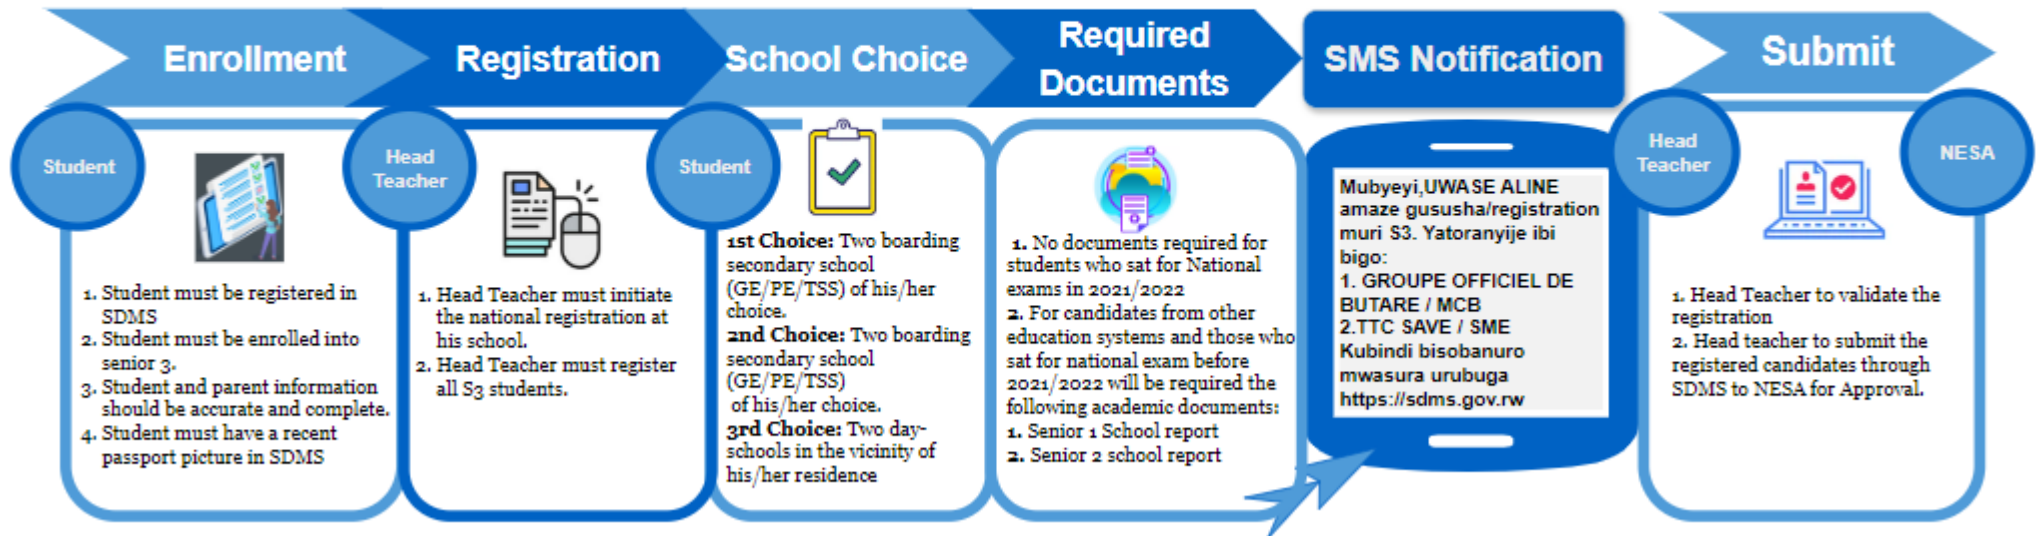 Enrollment
Registration
School Choice
Required
Documents
SMS Notification
Submit
Student
1. Student must be registered in
SDMS
2. Student must be enrolled into
senior 3.
3. Student and parent information
should be accurate and complete.
4. Student must have a recent
passport picture in SDMS
Head
Teacher
1. Head Teacher must initiate
the national registration at
his school.
2. Head Teacher must register
all S3 students.
Student
1st Choice: Two boarding
secondary school
(GE/PE/TSS) of his/her
choice.
2nd Choice: Two boarding
secondary school
(GE/PE/TSS)
of his/her choice.
3rd Choice: Two day-
schools in the vicinity of
his/her residence
1. No documents required for
students who sat for National
exams in 2021/2022
2. For candidates from other
education systems and those who
sat for national exam before
2021/2022 will be required the
following academic documents:
1. Senior 1 School report
2. Senior 2 school report
Mubyeyi,UWASE ALINE
amaze gususha/registration
muri S3. Yatoranyije ibi
bigo:
1. GROUPE OFFICIEL DE
BUTARE / MCB
2.TTC SAVE / SME
Kubindi bisobanuro
mwasura urubuga
https://sdms.gov.rw
Head
Teacher
NESA
1. Head Teacher to validate the
registration
2. Head teacher to submit the
registered candidates through
SDMS to NESA for Approval.